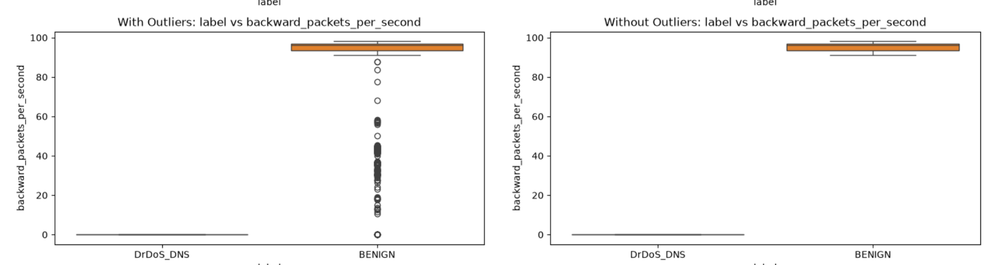 label
label
With Outliers: label vs backward_packets_per_second
100
80
60
40
20
0
backward_packets_per_second
DrDoS_DNS
BENIGN
Without Outliers: label vs backward_packets_per_second
100
80
60
40
20
0
backward_packets_per_second
DrDoS_DNS
BENIGN